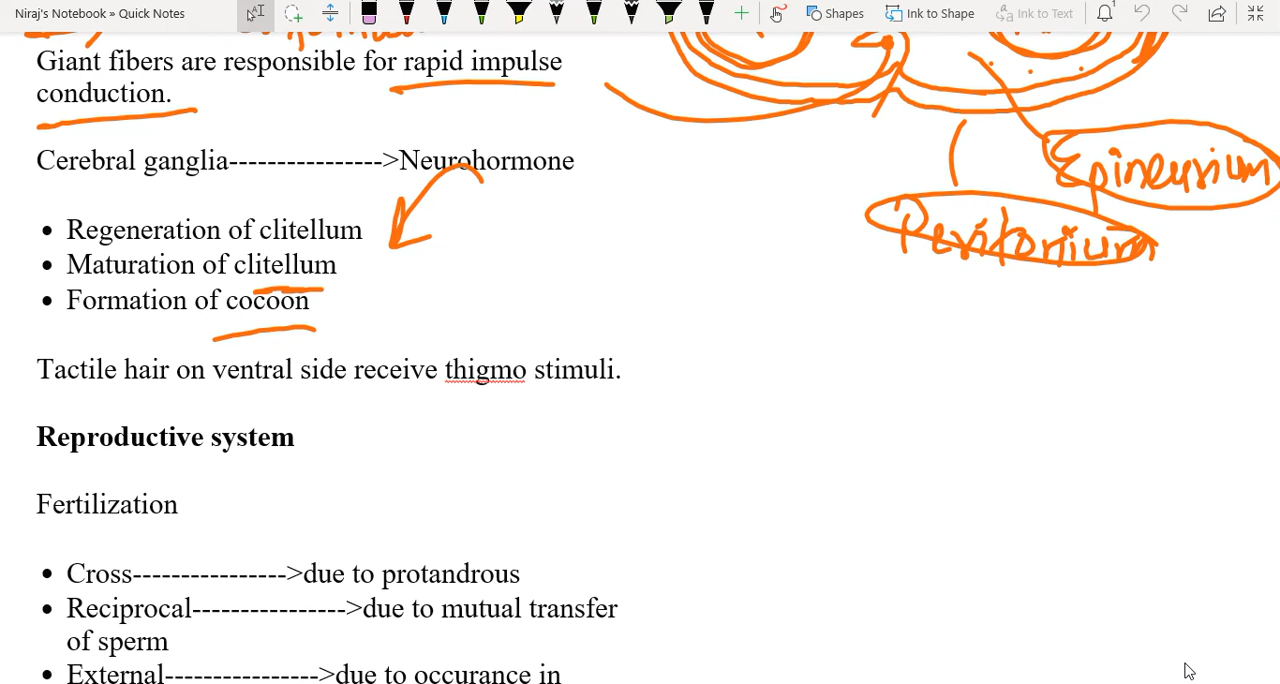 Niraj's Notebook » Quick Notes
Shapes
Ink to Shape
Ink to Text
Giant fibers are responsible for rapid impulse
conduction.
Cerebral ganglia---------------->Neurohormone
Epineurium
Peritonium
• Regeneration of clitellum
• Maturation of clitellum
• Formation of cocoon
Tactile hair on ventral side receive thigmo stimuli.
Reproductive system
Fertilization
• Cross---------------->due to protandrous
• Reciprocal---------------->due to mutual transfer
of sperm
• External---------------->due to occurance in